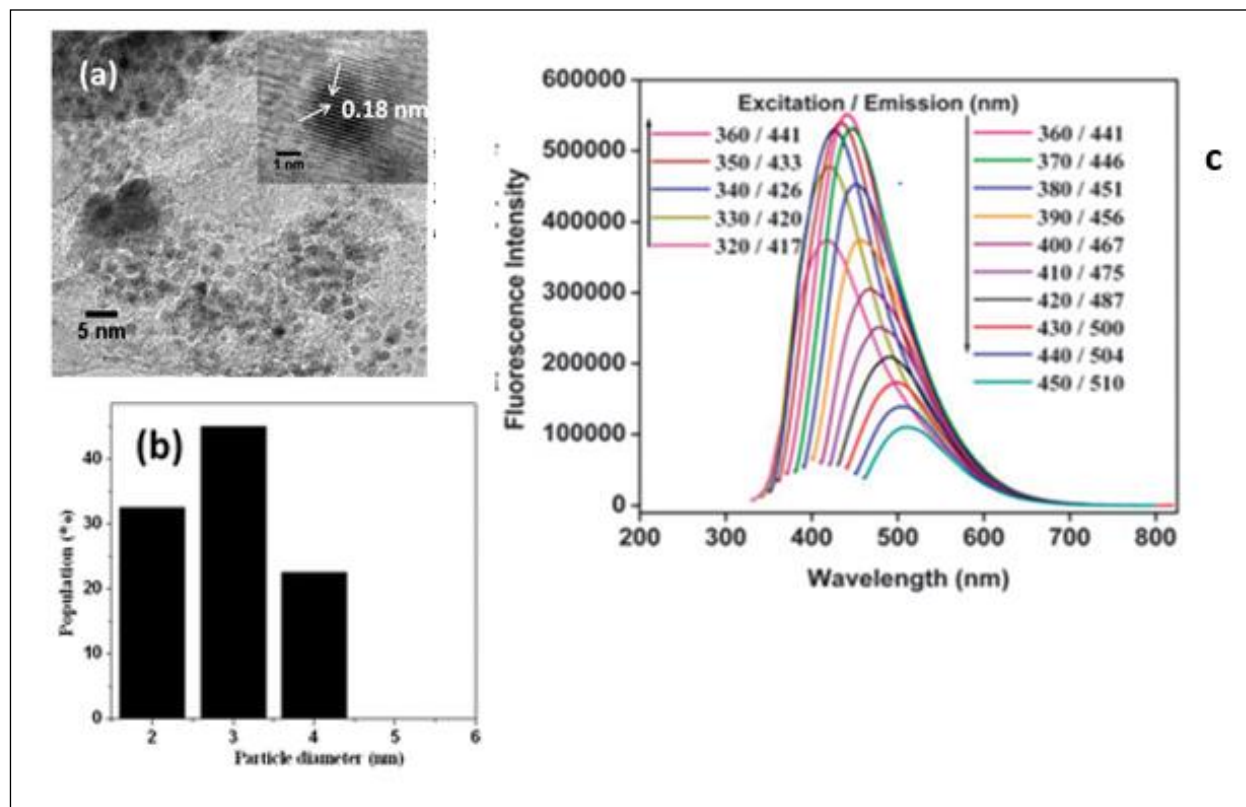 (a)
0.18 nm
1 nm
5 nm
(b)
Population (%)
40
30
20
10
0
2 3 4 5 6
Particle diameter (nm)
c
Fluorescence Intensity
600000
500000
400000
300000
200000
100000
0
200 300 400 500 600 700 800
Wavelength (nm)
Excitation / Emission (nm)
360 / 441
350 / 433
340 / 426
330 / 420
320 / 417
360 / 441
370 / 446
380 / 451
390 / 456
400 / 467
410 / 475
420 / 487
430 / 500
440 / 504
450 / 510